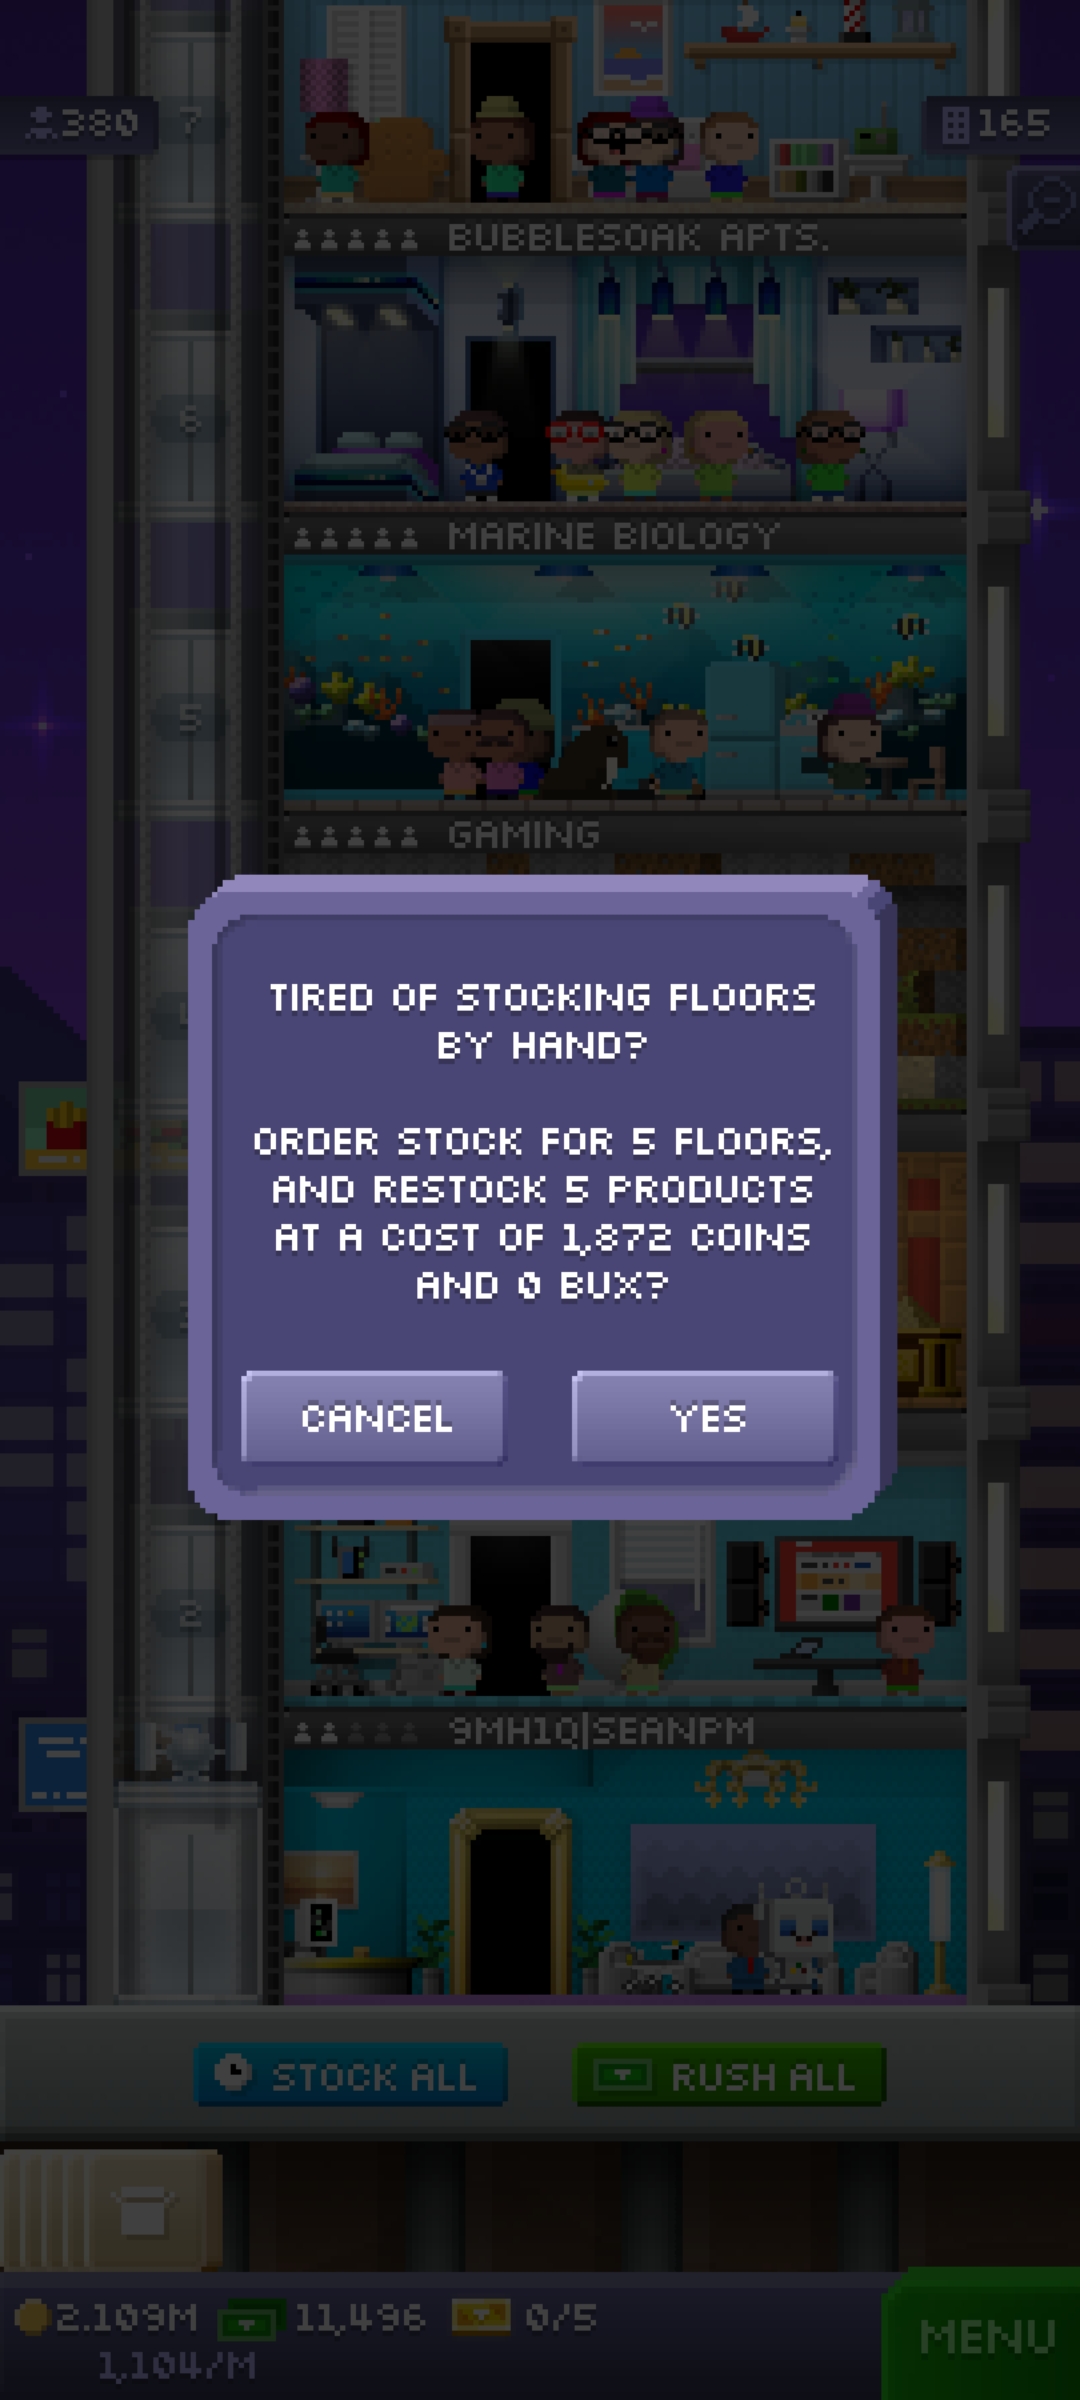 380
7
165
BUBBLESOAK APTS.
6
MARINE BIOLOGY
5
GAMING
TIRED OF STOCKING FLOORS
BY HAND?
ORDER STOCK FOR 5 FLOORS,
AND RESTOCK 5 PRODUCTS
AT A COST OF 1,872 COINS
AND 0 BUX?
CANCEL
YES
2
9MH1Q|SEANPM
STOCK ALL
RUSH ALL
2.109M
11,496
0/5
1,104/M
MENU